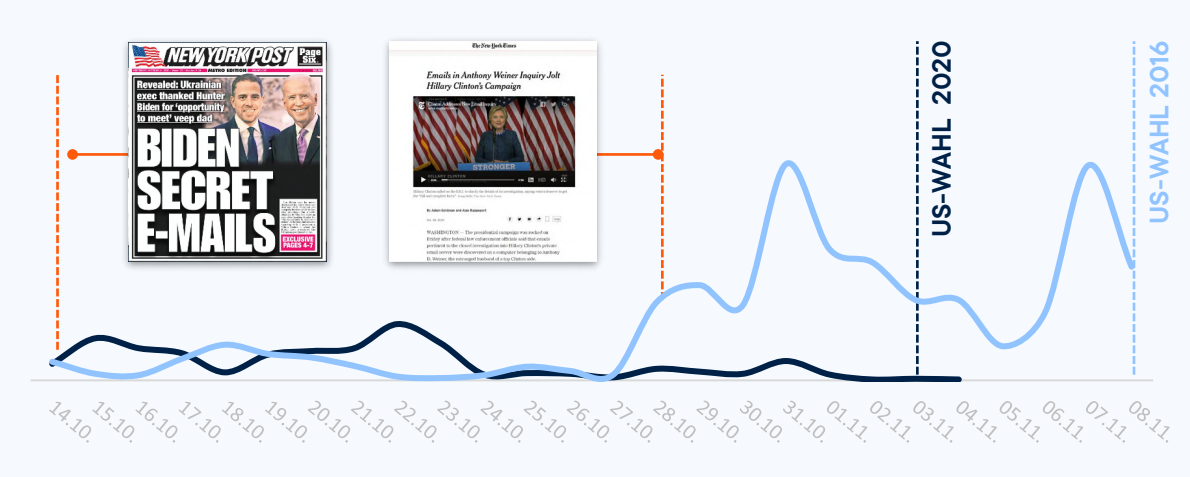 NEW YORK POST
Page
Six
METRO EDITION
Revealed: Ukrainian
exec thanked Hunter
Biden for ‘opportunity
to meet’ veep dad
BIDEN
SECRET
E-MAILS
EXCLUSIVE
PAGES 4-7
The New York Times
Emails in Anthony Weiner Inquiry Jolt
Hillary Clinton's Campaign
STRONGER
HILLARY CLINTON
By Adam Goldman and Alan Rappeport
WASHINGTON — The presidential campaign was rocked on
Friday after federal law enforcement officials said that emails
pertinent to the closed investigation into Hillary Clinton's private
email server were discovered on a computer belonging to Anthony
D. Weiner, the estranged husband of a top Clinton aide.
US-WAHL 2020
US-WAHL 2016
14.10.
15.10.
16.10.
17.10.
18.10.
19.10.
20.10.
21.10.
22.10.
23.10.
24.10.
25.10.
26.10.
27.10.
28.10.
29.10.
30.10.
31.10.
01.11.
02.11.
03.11.
04.11.
05.11.
06.11.
07.11.
08.11.